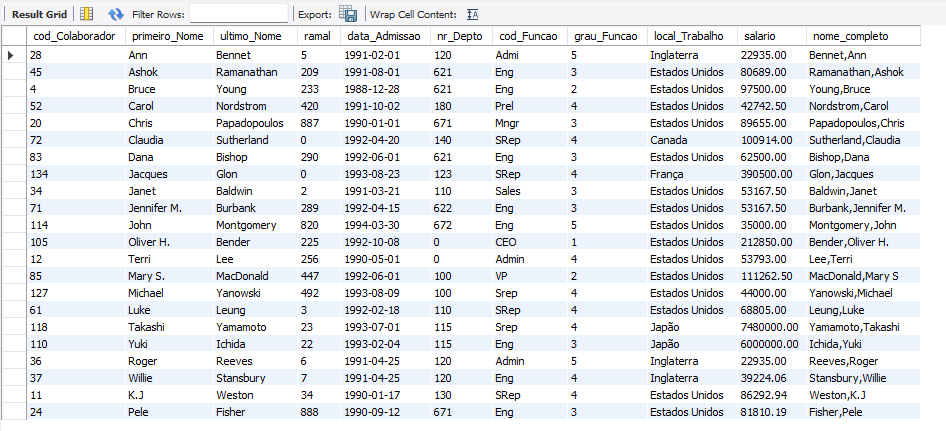 Result Grid Filter Rows: Export: Wrap Cell Content:
cod_Colaborador primeiro_Nome ultimo_Nome ramal data_Admissao nr_Depto cod_Funcao grau_Funcao local_Trabalho salario nome_completo
28 Ann Bennet 5 1991-02-01 120 Admi 5 Inglaterra 22935.00 Bennet,Ann
45 Ashok Ramanathan 209 1991-08-01 621 Eng 3 Estados Unidos 80689.00 Ramanathan,Ashok
4 Bruce Young 233 1988-12-28 621 Eng 2 Estados Unidos 97500.00 Young,Bruce
52 Carol Nordstrom 420 1991-10-02 180 Prel 4 Estados Unidos 42742.50 Nordstrom,Carol
20 Chris Papadopoulos 887 1990-01-01 671 Mngr 3 Estados Unidos 89655.00 Papadopoulos,Chris
72 Claudia Sutherland 0 1992-04-20 140 SRep 4 Canada 100914.00 Sutherland,Claudia
83 Dana Bishop 290 1992-06-01 621 Eng 3 Estados Unidos 62500.00 Bishop,Dana
134 Jacques Glon 0 1993-08-23 123 SRep 4 França 390500.00 Glon,Jacques
34 Janet Baldwin 2 1991-03-21 110 Sales 3 Estados Unidos 53167.50 Baldwin,Janet
71 Jennifer M. Burbank 289 1992-04-15 622 Eng 3 Estados Unidos 53167.50 Burbank,Jennifer M.
114 John Montgomery 820 1994-03-30 672 Eng 5 Estados Unidos 35000.00 Montgomery,John
105 Oliver H. Bender 225 1992-10-08 0 CEO 1 Estados Unidos 212850.00 Bender,Oliver H.
12 Terri Lee 256 1990-05-01 0 Admin 4 Estados Unidos 53793.00 Lee,Terri
85 Mary S. MacDonald 447 1992-06-01 100 VP 2 Estados Unidos 111262.50 MacDonald,Mary S
127 Michael Yanowski 492 1993-08-09 100 Srep 4 Estados Unidos 44000.00 Yanowski,Michael
61 Luke Leung 3 1992-02-18 110 SRep 4 Estados Unidos 68805.00 Leung,Luke
118 Takashi Yamamoto 23 1993-07-01 115 Srep 4 Japão 7480000.00 Yamamoto,Takashi
110 Yuki Ichida 22 1993-02-04 115 Eng 3 Japão 6000000.00 Ichida,Yuki
36 Roger Reeves 6 1991-04-25 120 Admin 5 Inglaterra 22935.00 Reeves,Roger
37 Willie Stansbury 7 1991-04-25 120 Eng 4 Inglaterra 39224.06 Stansbury,Willie
11 K.J Weston 34 1990-01-17 130 SRep 4 Estados Unidos 86292.94 Weston,K.J
24 Pele Fisher 888 1990-09-12 671 Eng 3 Estados Unidos 81810.19 Fisher,Pele